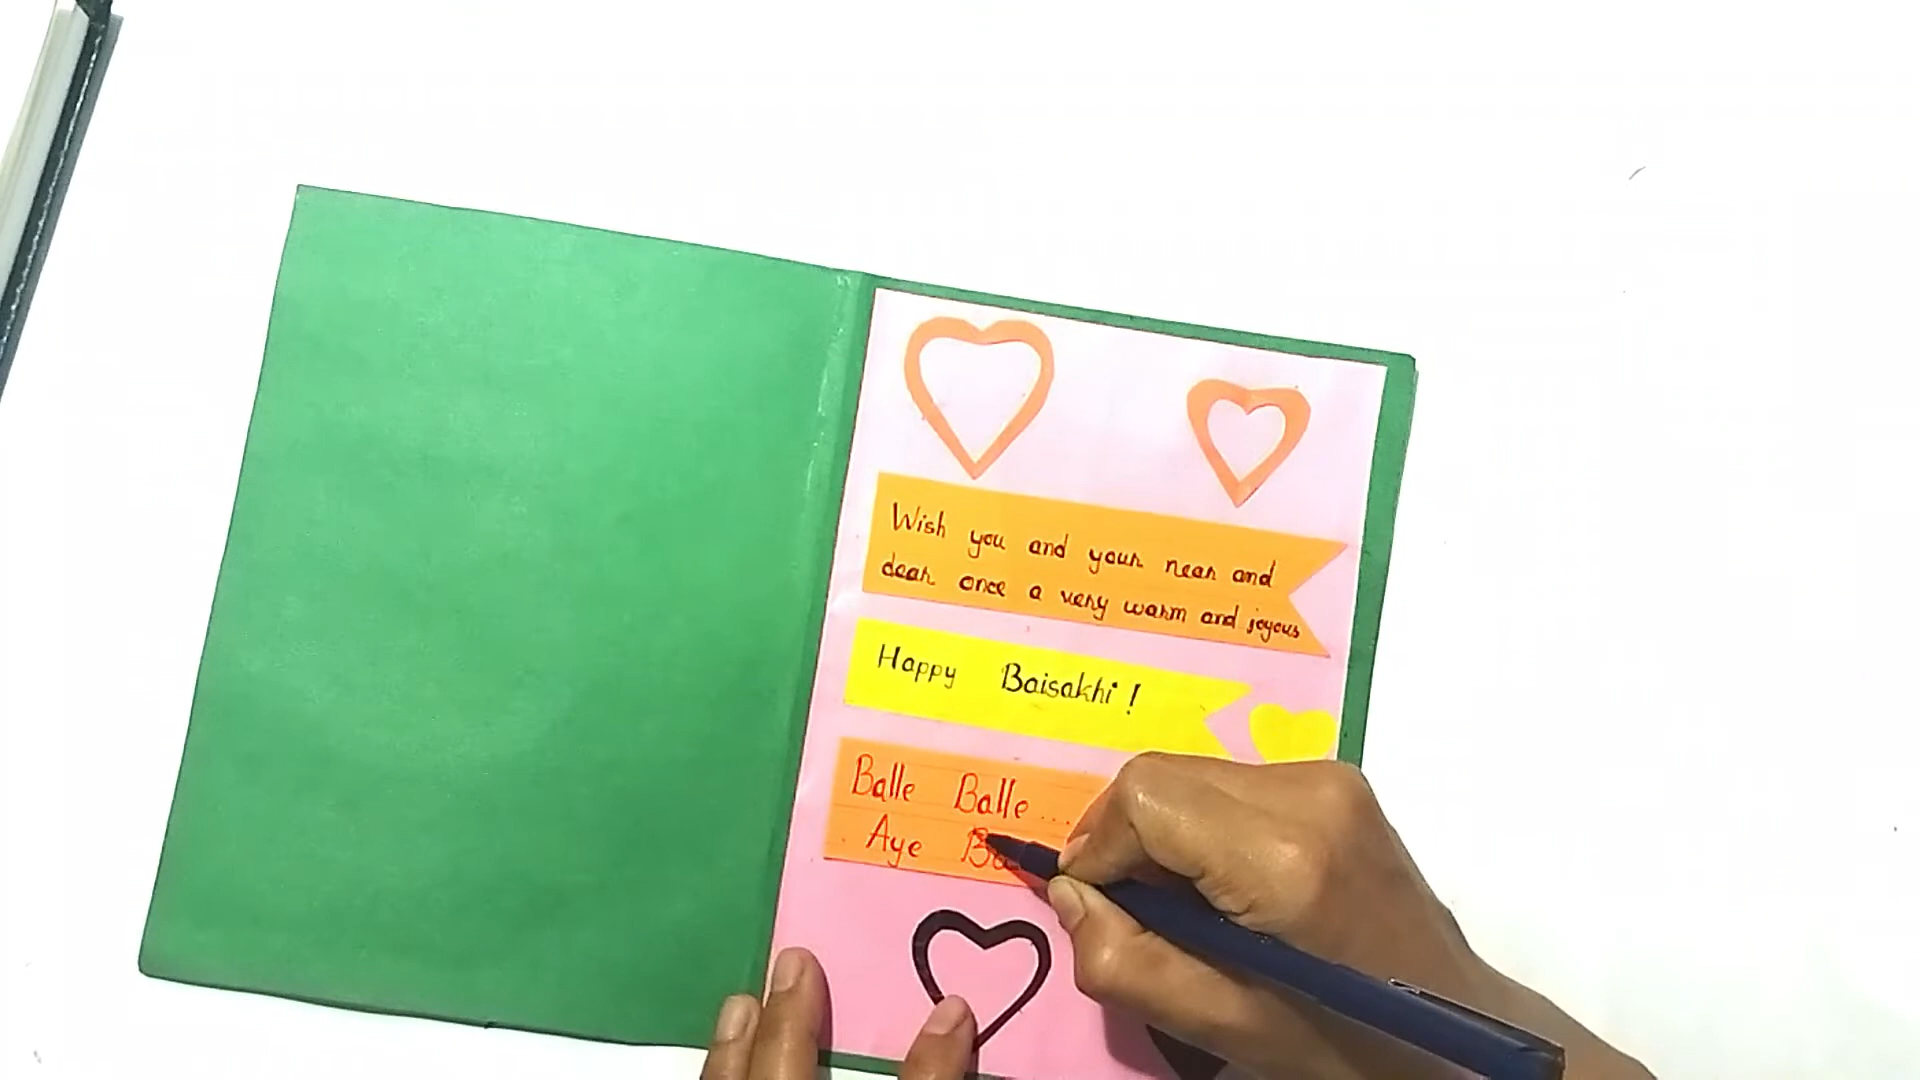 Wish you and your near and
dear once a very warm and joyous
Happy Baisakhi!
Balle Balle ...
Aye